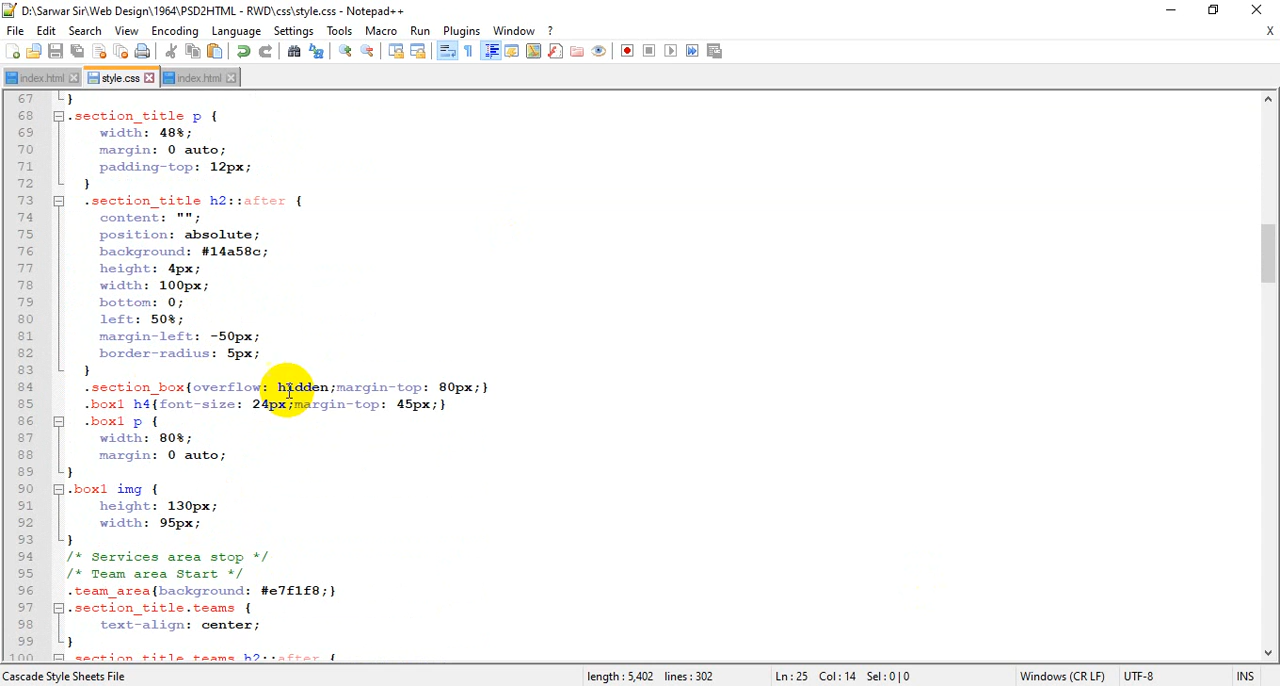 D:\Sarwar Sir\Web Design\1964\PSD2HTML - RWD\css\style.css - Notepad++
File Edit Search View Encoding Language Settings Tools Macro Run Plugins Window ? X
index.html style.css index.html
67 }
68 .section_title p {
69 width: 48%;
70 margin: 0 auto;
71 padding-top: 12px;
72 }
73 .section_title h2::after {
74 content: "";
75 position: absolute;
76 background: #14a58c;
77 height: 4px;
78 width: 100px;
79 bottom: 0;
80 left: 50%;
81 margin-left: -50px;
82 border-radius: 5px;
83 }
84 .section_box{overflow: hidden;margin-top: 80px;}
85 .box1 h4{font-size: 24px;margin-top: 45px;}
86 .box1 p {
87 width: 80%;
88 margin: 0 auto;
89 }
90 .box1 img {
91 height: 130px;
92 width: 95px;
93 }
94 /* Services area stop */
95 /* Team area Start */
96 .team_area{background: #e7f1f8;}
97 .section_title.teams {
98 text-align: center;
99 }
100 .section_title.teams h2::after {
Cascade Style Sheets File length : 5,402 lines : 302 Ln : 25 Col : 14 Sel : 0 | 0 Windows (CR LF) UTF-8 INS